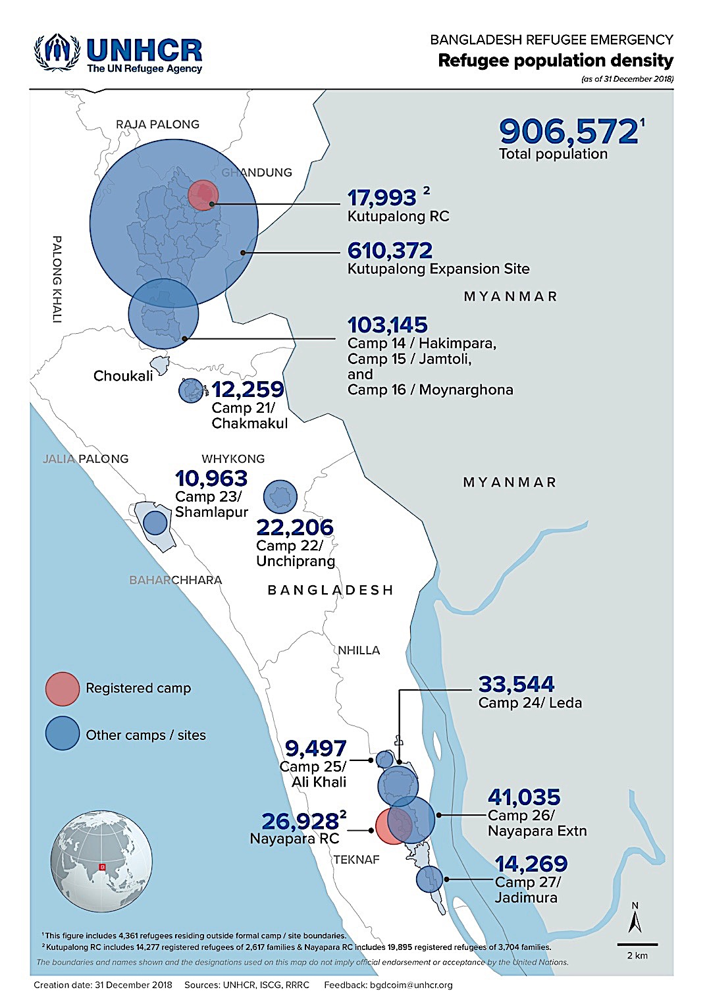 UNHCR
The UN Refugee Agency
BANGLADESH REFUGEE EMERGENCY
Refugee population density
(as of 31 December 2018)
RAJA PALONG
906,572¹
Total population
GHANDUNG
17,993 ²
Kutupalong RC
PALONG KHALI
610,372
Kutupalong Expansion Site
MYANMAR
103,145
Camp 14 / Hakimpara,
Camp 15 / Jamtoli,
and
Camp 16 / Moynarghona
Choukali
12,259
Camp 21/
Chakmakul
JALIA PALONG
WHYKONG
10,963
Camp 23/
Shamlapur
MYANMAR
22,206
Camp 22/
Unchiprang
BAHARCHHARA
BANGLADESH
NHILLA
Registered camp
33,544
Camp 24/ Leda
Other camps / sites
9,497
Camp 25/
Ali Khali
41,035
Camp 26/
Nayapara Extn
26,928²
Nayapara RC
TEKNAF
14,269
Camp 27/
Jadimura
N
2 km
¹ This figure includes 4,361 refugees residing outside formal camp / site boundaries.
² Kutupalong RC includes 14,277 registered refugees of 2,617 families & Nayapara RC includes 19,895 registered refugees of 3,704 families.
The boundaries and names shown and the designations used on this map do not imply official endorsement or acceptance by the United Nations.
Creation date: 31 December 2018 Sources: UNHCR, ISCG, RRRC Feedback: bgdcoim@unhcr.org